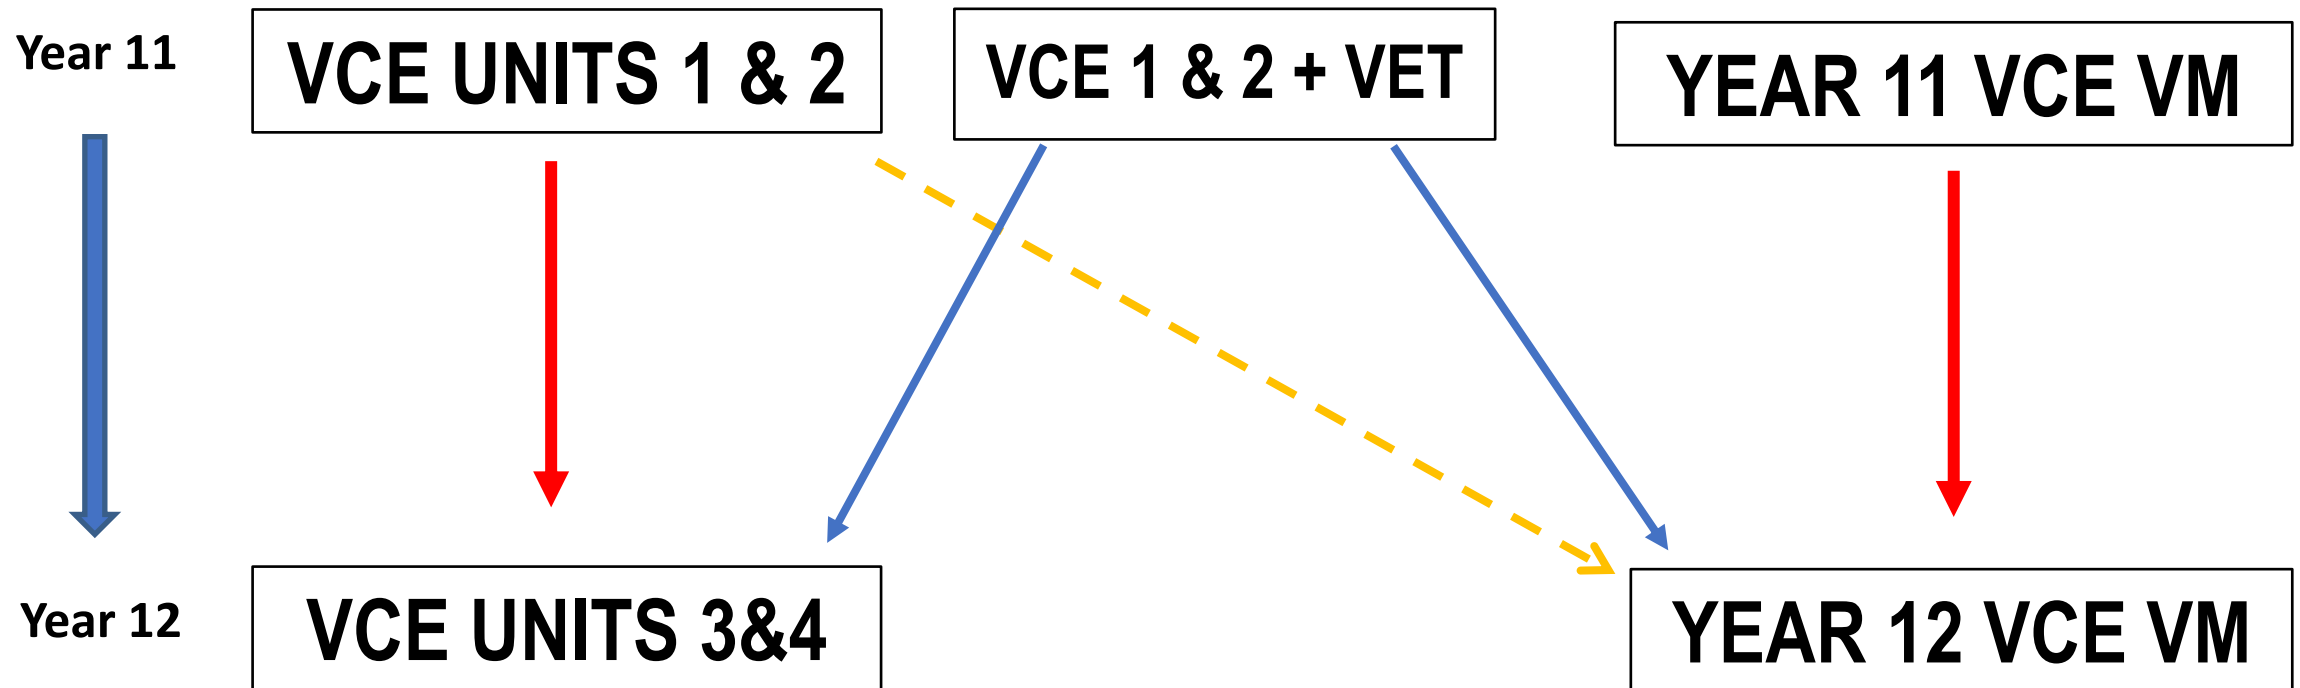 Year 11
VCE UNITS 1 & 2
VCE 1 & 2 + VET
YEAR 11 VCE VM
Year 12
VCE UNITS 3&4
YEAR 12 VCE VM